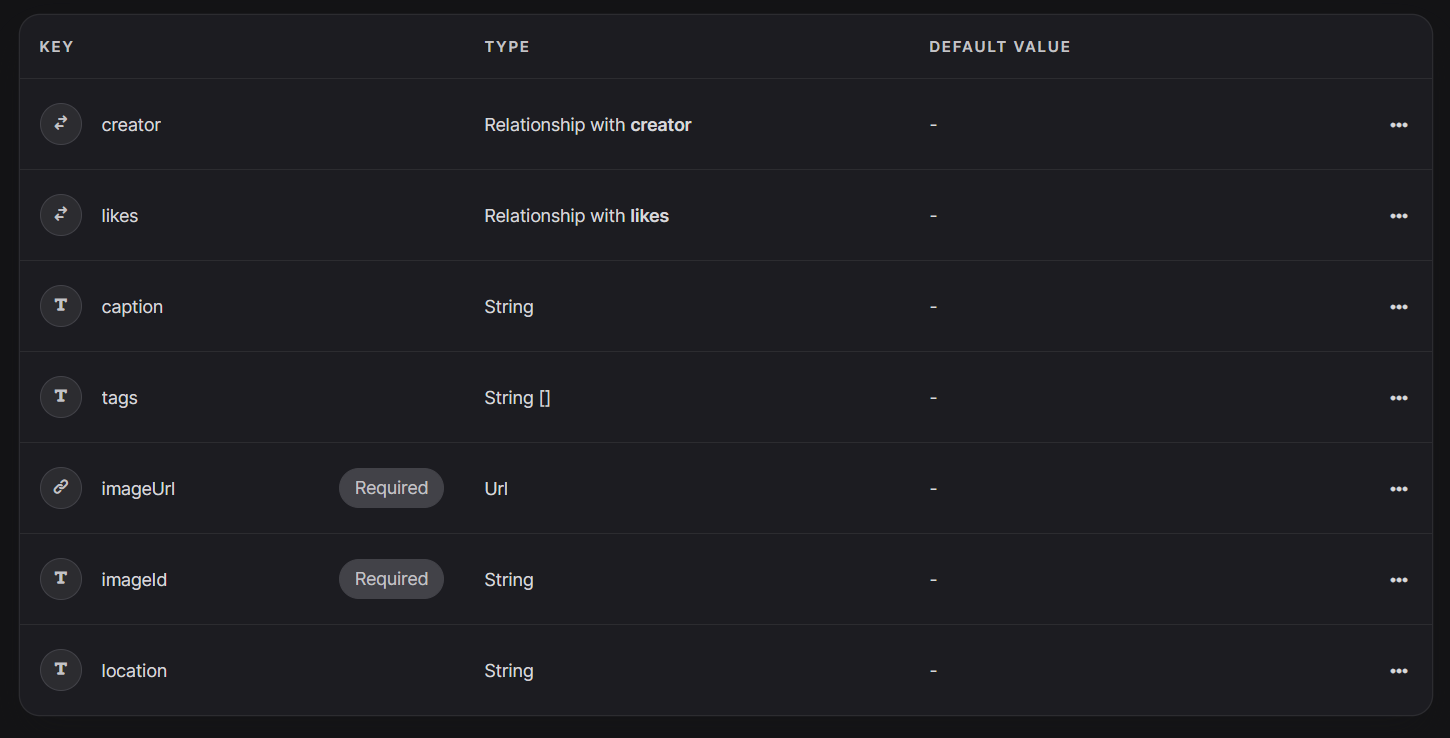 KEY TYPE DEFAULT VALUE
creator Relationship with creator -
likes Relationship with likes -
caption String -
tags String [] -
imageUrl Required Url -
imageId Required String -
location String -